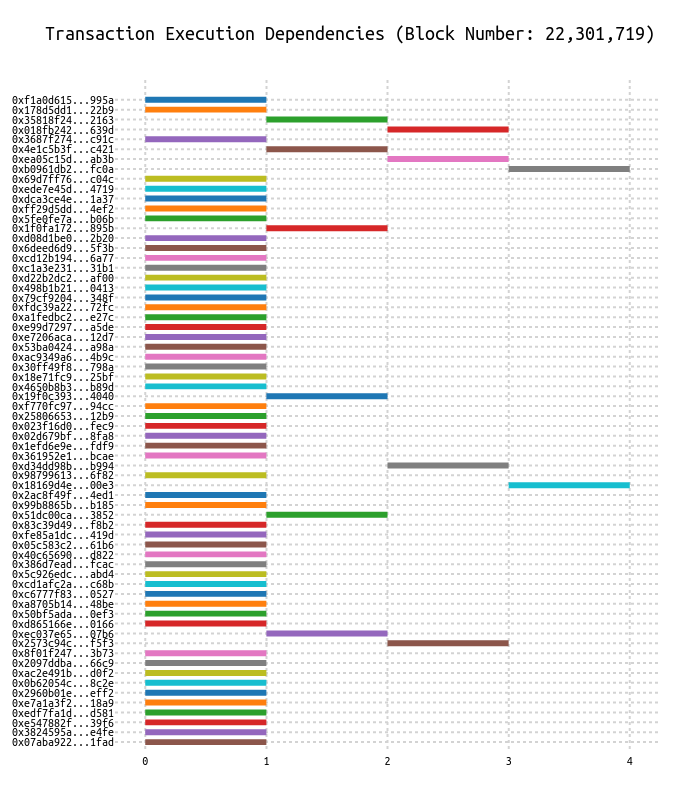 Transaction Execution Dependencies (Block Number: 22,301,719)
0xf1a0d615...995a
0x178d5dd1...22b9
0x35818f24...2163
0x018fb242...639d
0x3687f274...c91c
0x4e1c5b3f...c421
0xea05c15d...ab3b
0xb0961db2...fc0a
0x69d7ff76...c04c
0xede7e45d...4719
0xdca3ce4e...1a37
0xff29d5dd...4ef2
0x5fe0fe7a...b06b
0x1f0fa172...895b
0xd08d1be0...2b20
0x6deed6d9...5f3b
0xcd12b194...6a77
0xc1a3e231...31b1
0xd22b2dc2...af00
0x498b1b21...0413
0x79cf9204...348f
0xfdc39a22...72fc
0xa1fedbc2...e27c
0xe99d7297...a5de
0xe7206aca...12d7
0x53ba0424...a98a
0xac9349a6...4b9c
0x30ff49f8...798a
0x18e71fc9...25bf
0x4650b8b3...b89d
0x19f0c393...4040
0xf770fc97...94cc
0x25806653...12b9
0x023f16d0...fec9
0x02d679bf...8fa8
0x1efd6e9e...fdf9
0x361952e1...bcae
0xd34dd98b...b994
0x98799613...6f82
0x18169d4e...00e3
0x2ac8f49f...4ed1
0x99b8865b...b185
0x51dc00ca...3852
0x83c39d49...f8b2
0xfe85a1dc...419d
0x05c583c2...61b6
0x40c65690...d822
0x386d7ead...fcac
0x5c926edc...abd4
0xcd1afc2a...c68b
0xc6777f83...0527
0xa8705b14...48be
0x50bf5ada...0ef3
0xd865166e...0166
0xec037e65...07b6
0x2573c94c...f5f3
0x8f01f247...3b73
0x2097ddba...66c9
0xac2e491b...d0f2
0x0b62054c...8c2e
0x2960b01e...eff2
0xe7a1a3f2...18a9
0xedf7fa1d...d581
0xe547882f...39f6
0x3824595a...e4fe
0x07aba922...1fad
0 1 2 3 4